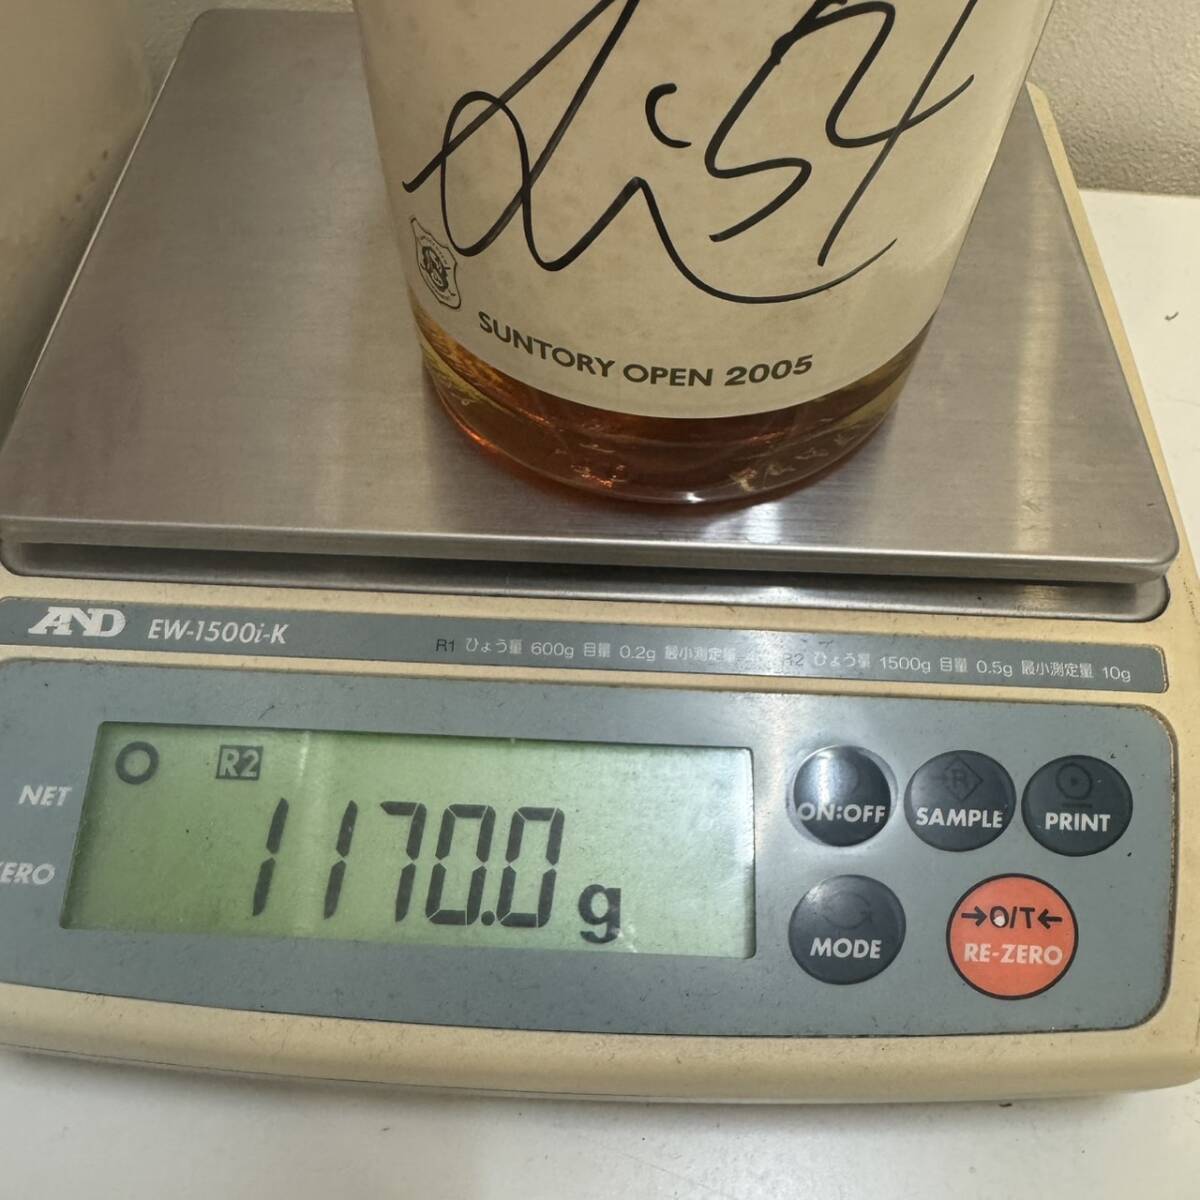 SUNTORY OPEN 2005
AND EW-1500i-K
R1 ひょう量 600g 目量 0.2g 最小測定量 R2 ひょう量 1500g 目量 0.5g 最小測定量 10g
NET
ZERO
R2
1170.0 g
ON:OFF SAMPLE PRINT
MODE
→O/T←
RE-ZERO